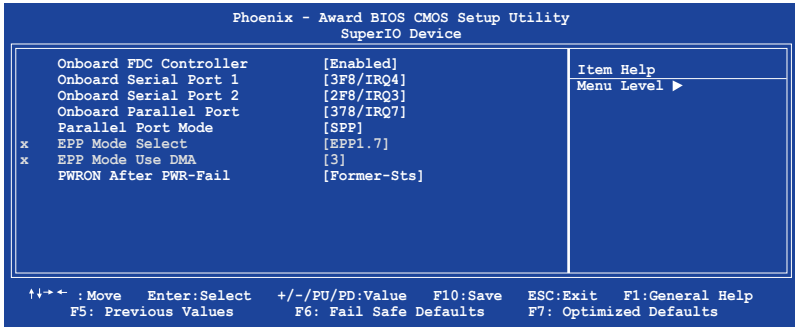 Phoenix - Award BIOS CMOS Setup Utility
SuperIO Device
Onboard FDC Controller [Enabled]
Onboard Serial Port 1 [3F8/IRQ4]
Onboard Serial Port 2 [2F8/IRQ3]
Onboard Parallel Port [378/IRQ7]
Parallel Port Mode [SPP]
x EPP Mode Select [EPP1.7]
x EPP Mode Use DMA [3]
PWRON After PWR-Fail [Former-Sts]
Item Help
Menu Level ▶
↑↓→← :Move Enter:Select +/-/PU/PD:Value F10:Save ESC:Exit F1:General Help
F5: Previous Values F6: Fail Safe Defaults F7: Optimized Defaults